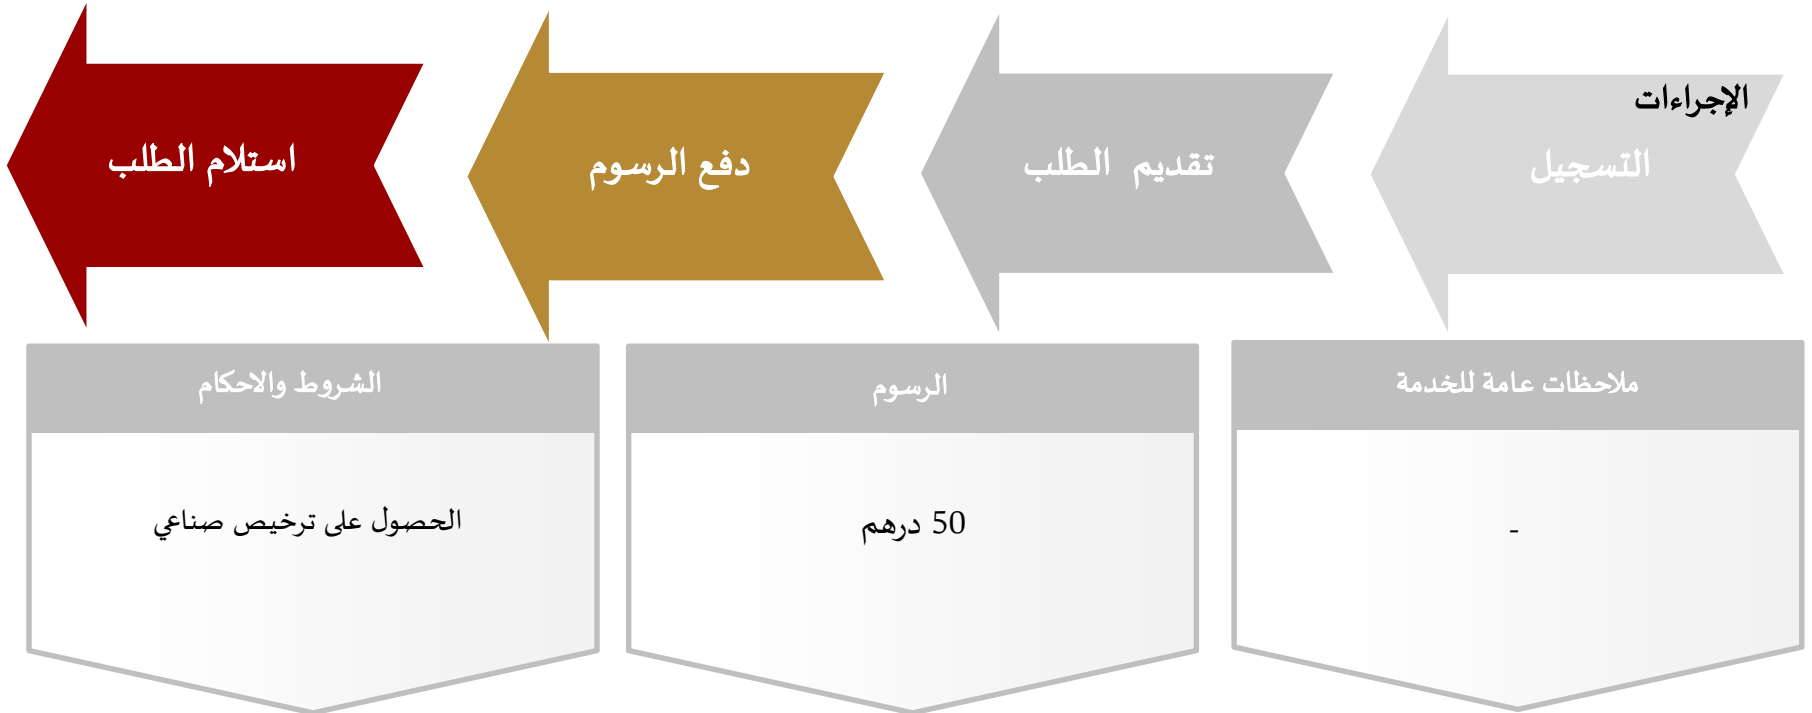 الإجراءات
التسجيل
تقديم الطلب
دفع الرسوم
استلام الطلب
ملاحظات عامة للخدمة
-
الرسوم
50 درهم
الشروط والاحكام
الحصول على ترخيص صناعي